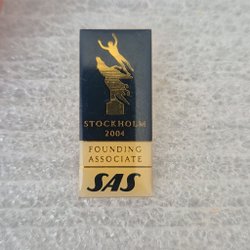 STOCKHOLM
2004
FOUNDING
ASSOCIATE
SAS